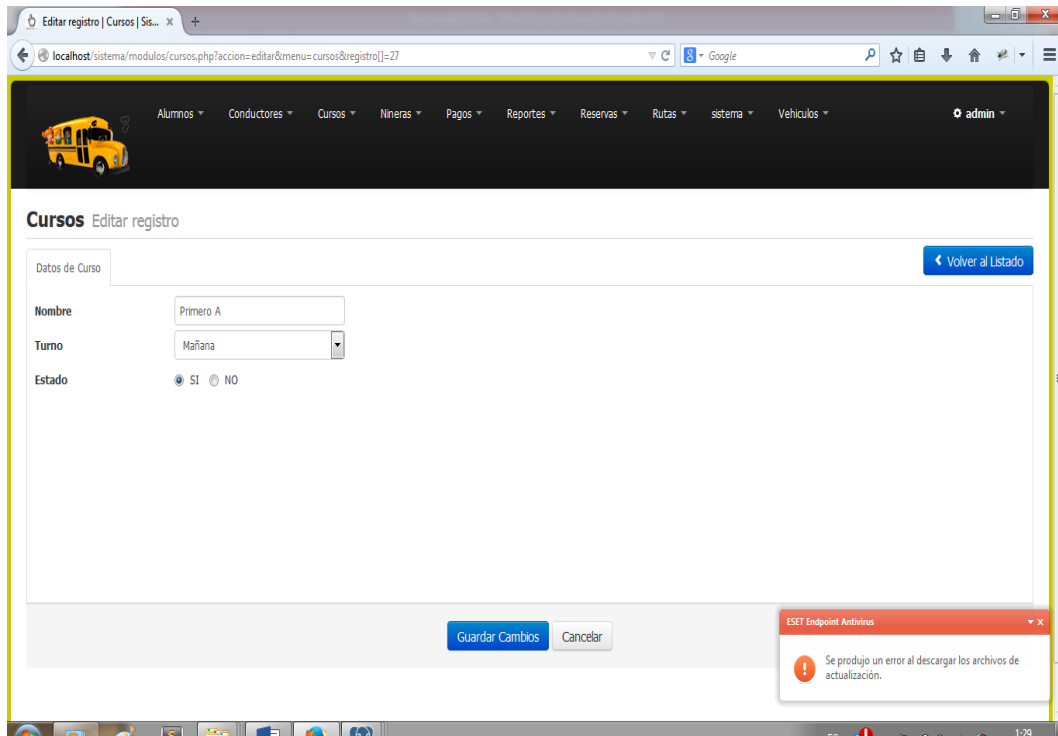 Editar registro | Cursos | Sis... × +
localhost/sistema/modulos/cursos.php?accion=editar&menu=cursos&registro[]=27 Google
Alumnos Conductores Cursos Nineras Pagos Reportes Reservas Rutas sistema Vehiculos admin
Cursos Editar registro
Datos de Curso
Volver al Listado
Nombre Primero A
Turno Mañana
Estado SI NO
Guardar Cambios Cancelar
ESET Endpoint Antivirus
Se produjo un error al descargar los archivos de
actualización.
1:29